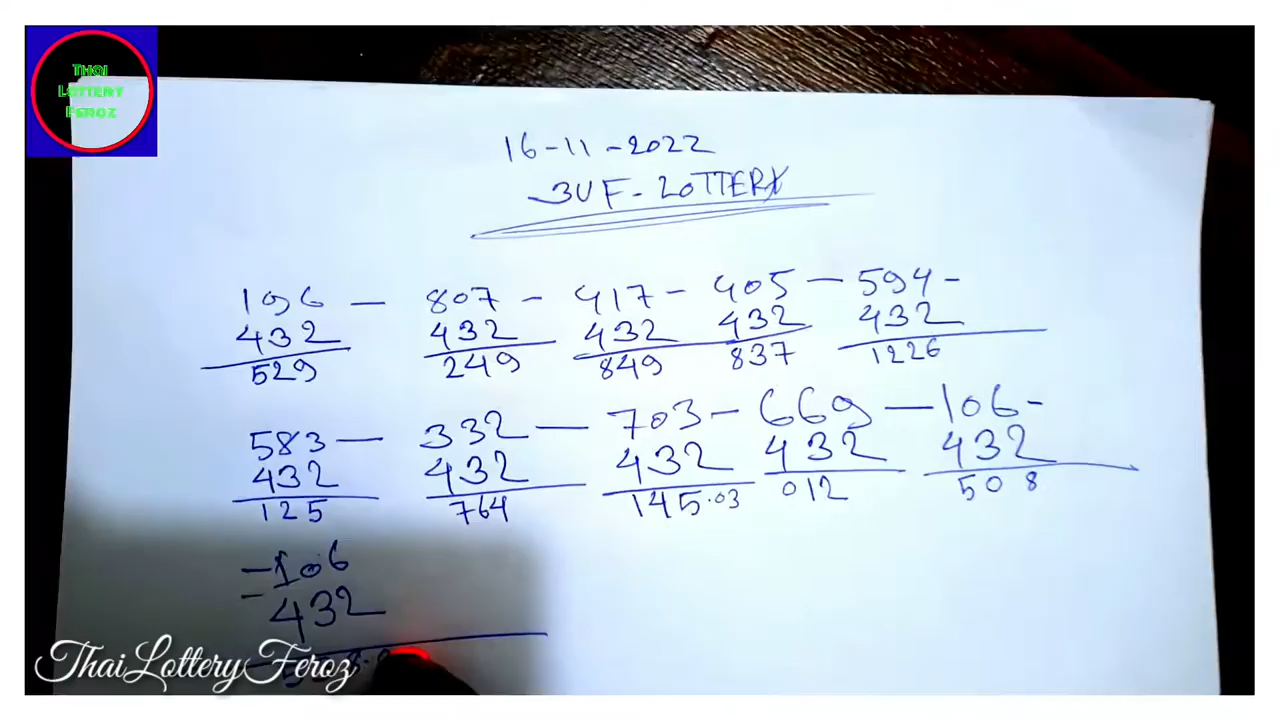 Thai
Lottery
Feroz
16-11-2022
3UF-LOTTERY
196 — 807 - 417 - 405 — 594 -
432 432 432 432 432
529 249 849 837 1226
583 — 332 — 703 — 669 — 106 -
432 432 432 432 432
125 764 145.03 012 508
- 106
- 432
ThaiLotteryFeroz